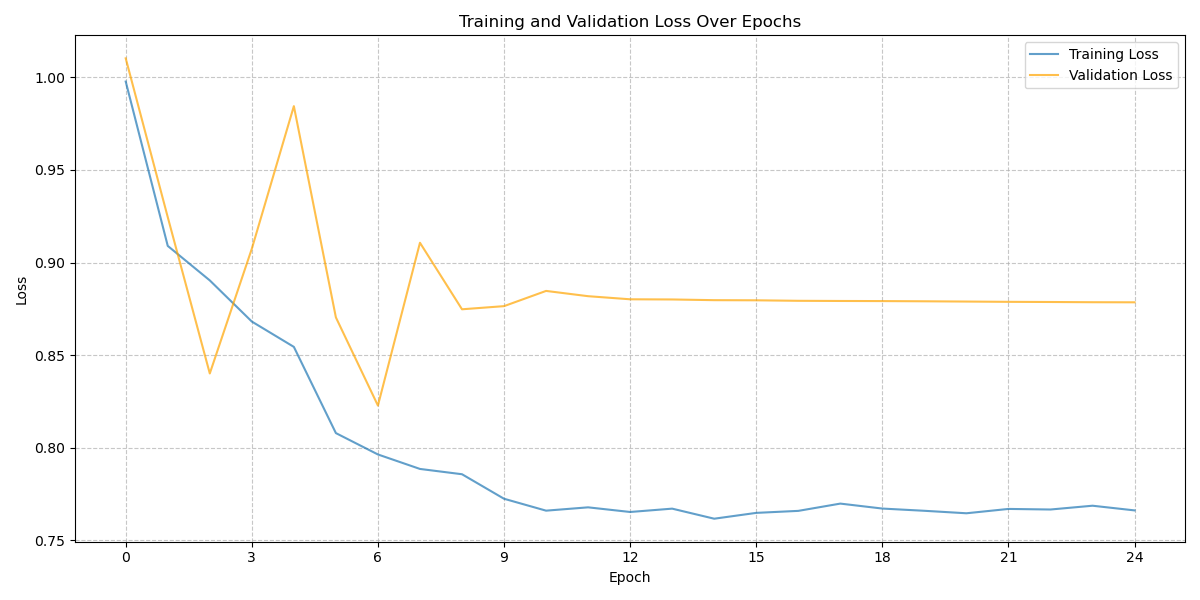 Training and Validation Loss Over Epochs
Training Loss
Validation Loss
1.00
0.95
0.90
0.85
0.80
0.75
Loss
0 3 6 9 12 15 18 21 24
Epoch